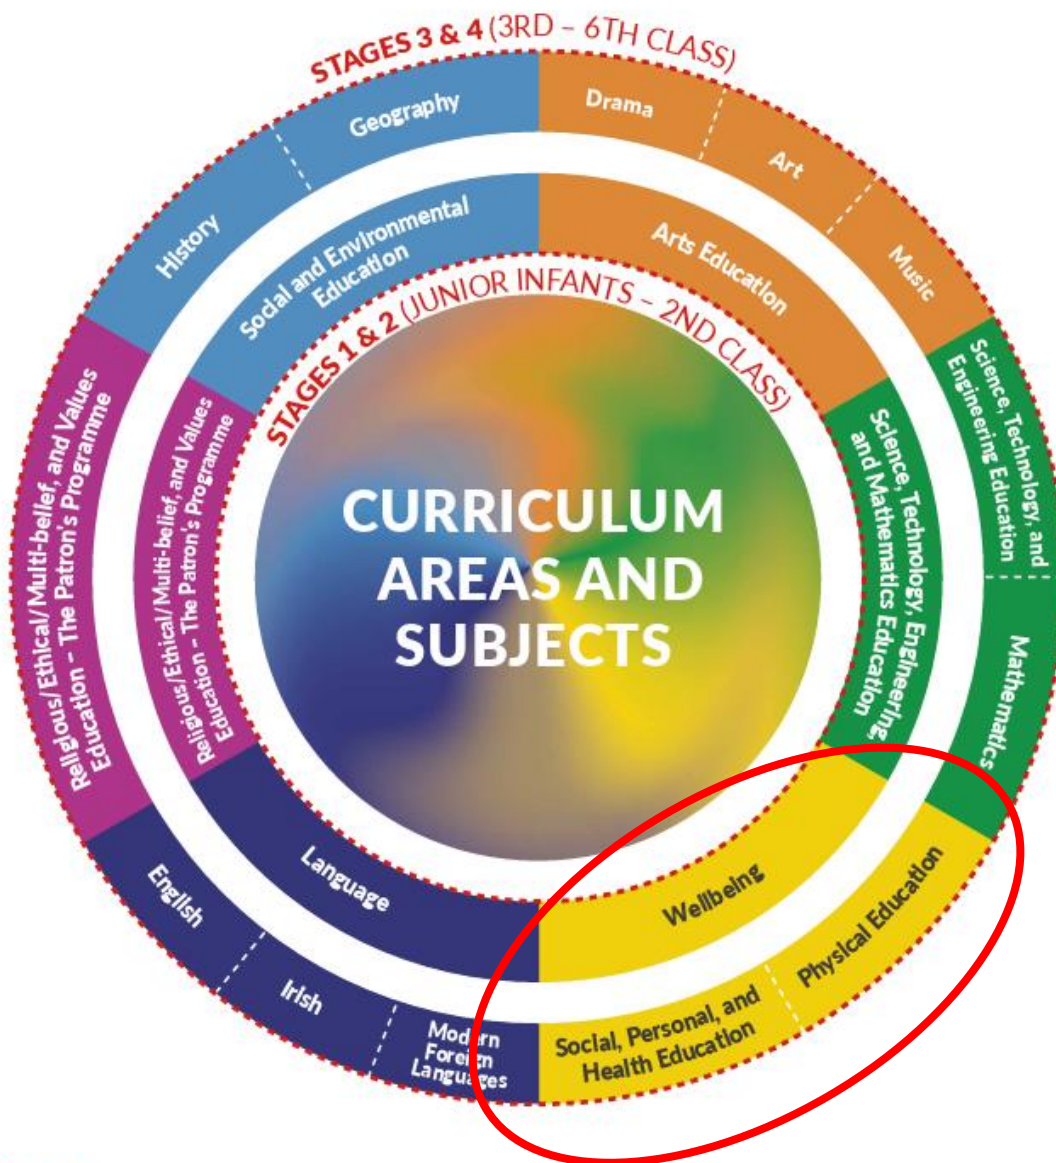 STAGES 3 & 4 (3RD – 6TH CLASS)
Geography
Drama
Art
Music
History
Social and Environmental
Education
Arts Education
STAGES 1 & 2 (JUNIOR INFANTS – 2ND CLASS)
Science, Technology, and
Engineering Education
Religious/Ethical/Multi-belief, and Values
Education – The Patron's Programme
Religious/Ethical/Multi-belief, and Values
Education – The Patron's Programme
CURRICULUM
AREAS AND
SUBJECTS
Science, Technology, Engineering,
and Mathematics Education
Mathematics
Language
Wellbeing
English
Irish
Modern
Foreign
Languages
Social, Personal, and
Health Education
Physical Education